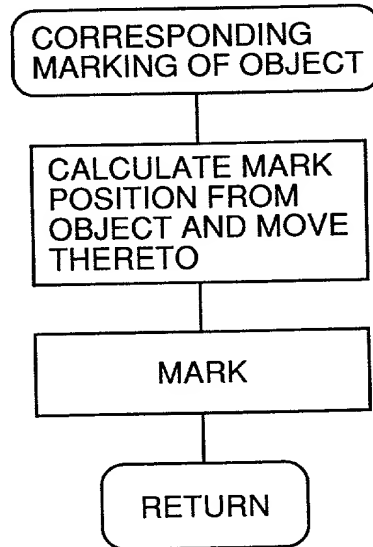 CORRESPONDING
MARKING OF OBJECT
CALCULATE MARK
POSITION FROM
OBJECT AND MOVE
THERETO
MARK
RETURN